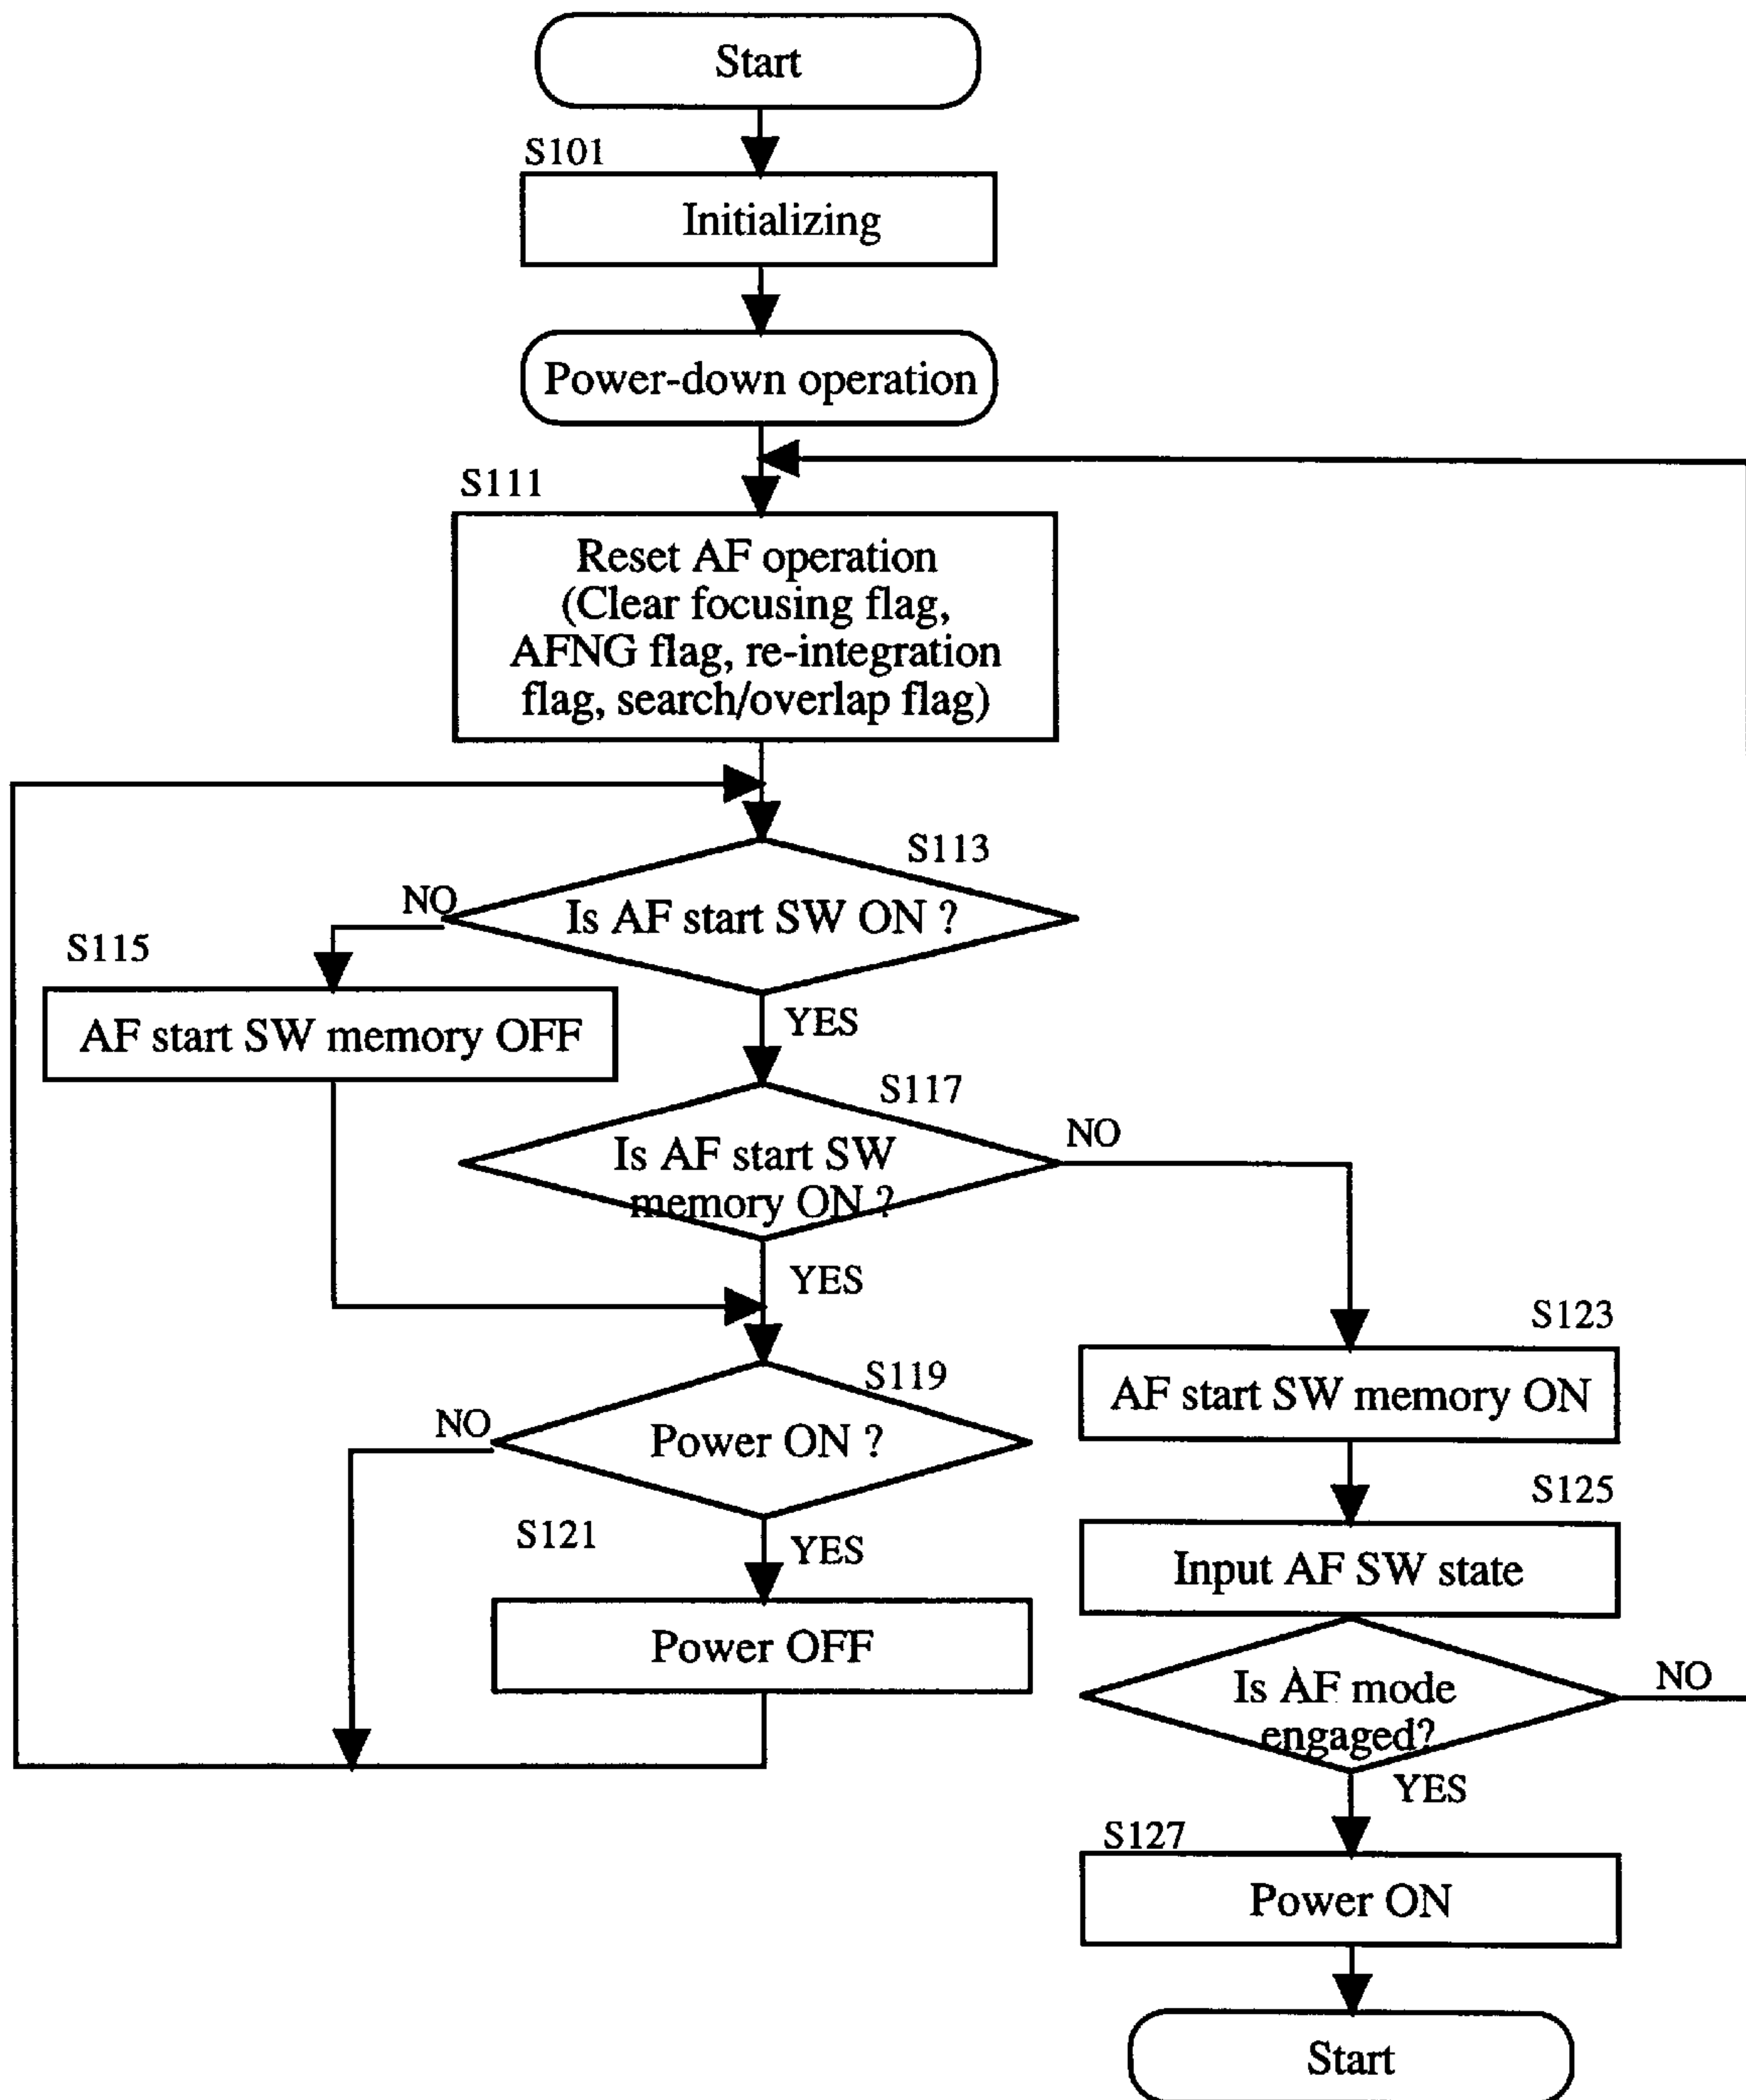 Start
S101
Initializing
Power-down operation
S111
Reset AF operation
(Clear focusing flag,
AFNG flag, re-integration
flag, search/overlap flag)
S113
NO
Is AF start SW ON ?
S115
AF start SW memory OFF
YES
S117
NO
Is AF start SW
memory ON ?
YES
S123
AF start SW memory ON
S119
NO
Power ON ?
S125
Input AF SW state
S121
YES
Power OFF
Is AF mode
engaged?
NO
YES
S127
Power ON
Start